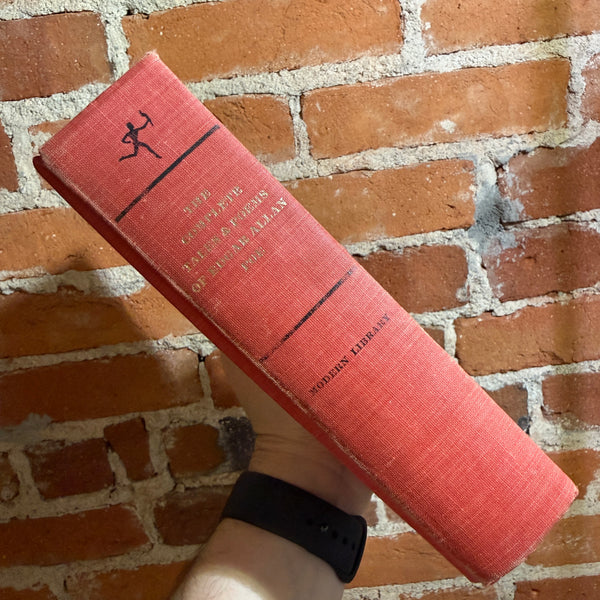 THE
COMPLETE
TALES & POEMS
OF EDGAR ALLAN
POE
MODERN LIBRARY